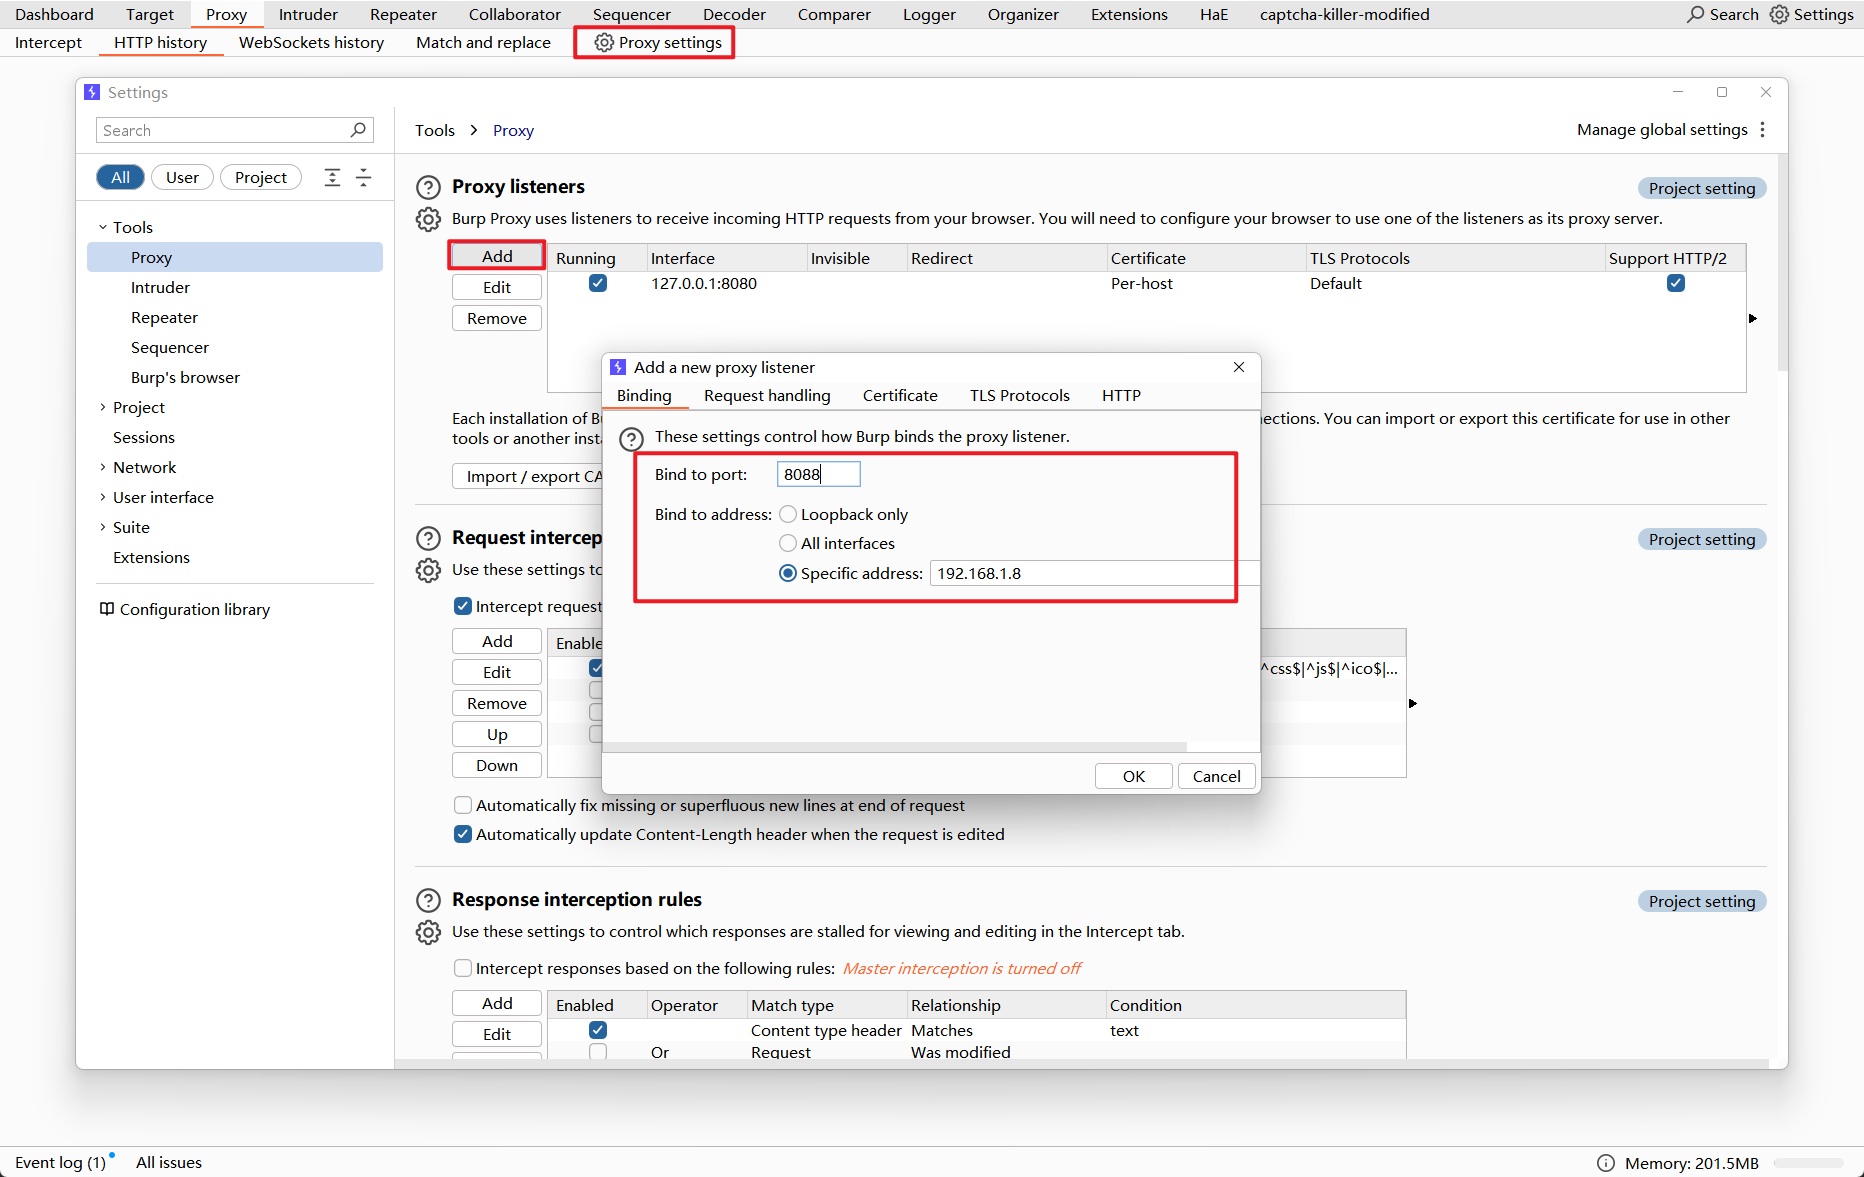 Dashboard Target Proxy Intruder Repeater Collaborator Sequencer Decoder Comparer Logger Organizer Extensions HaE captcha-killer-modified Search Settings
Intercept HTTP history WebSockets history Match and replace Proxy settings
Settings
Search
Tools > Proxy
Manage global settings
All User Project
Tools
Proxy
Intruder
Repeater
Sequencer
Burp's browser
Project
Sessions
Network
User interface
Suite
Extensions
Configuration library
Proxy listeners
Project setting
Burp Proxy uses listeners to receive incoming HTTP requests from your browser. You will need to configure your browser to use one of the listeners as its proxy server.
Add
Edit
Remove
Running Interface Invisible Redirect Certificate TLS Protocols Support HTTP/2
127.0.0.1:8080 Per-host Default
Each installation of B
ections. You can import or export this certificate for use in other
tools or another inst
Import / export CA
Add a new proxy listener
Binding Request handling Certificate TLS Protocols HTTP
These settings control how Burp binds the proxy listener.
Bind to port: 8088
Bind to address: Loopback only
All interfaces
Specific address: 192.168.1.8
OK Cancel
Request intercep
Project setting
Use these settings to
Intercept request
Add
Edit
Remove
Up
Down
Enable
^css$|^js$|^ico$|...
Automatically fix missing or superfluous new lines at end of request
Automatically update Content-Length header when the request is edited
Response interception rules
Project setting
Use these settings to control which responses are stalled for viewing and editing in the Intercept tab.
Intercept responses based on the following rules: Master interception is turned off
Add
Edit
Enabled Operator Match type Relationship Condition
Content type header Matches text
Or Request Was modified
Event log (1) All issues
Memory: 201.5MB